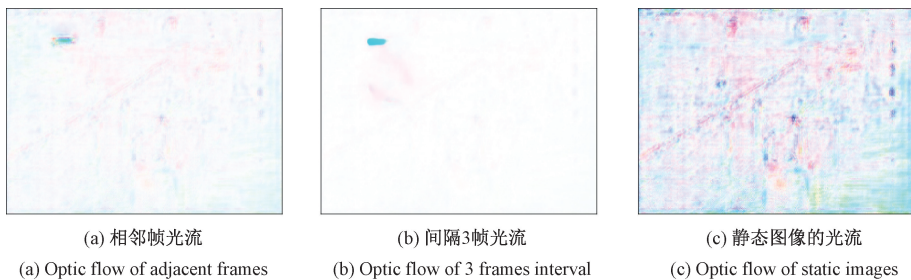 (a) 相邻帧光流
(a) Optic flow of adjacent frames
(b) 间隔3帧光流
(b) Optic flow of 3 frames interval
(c) 静态图像的光流
(c) Optic flow of static images